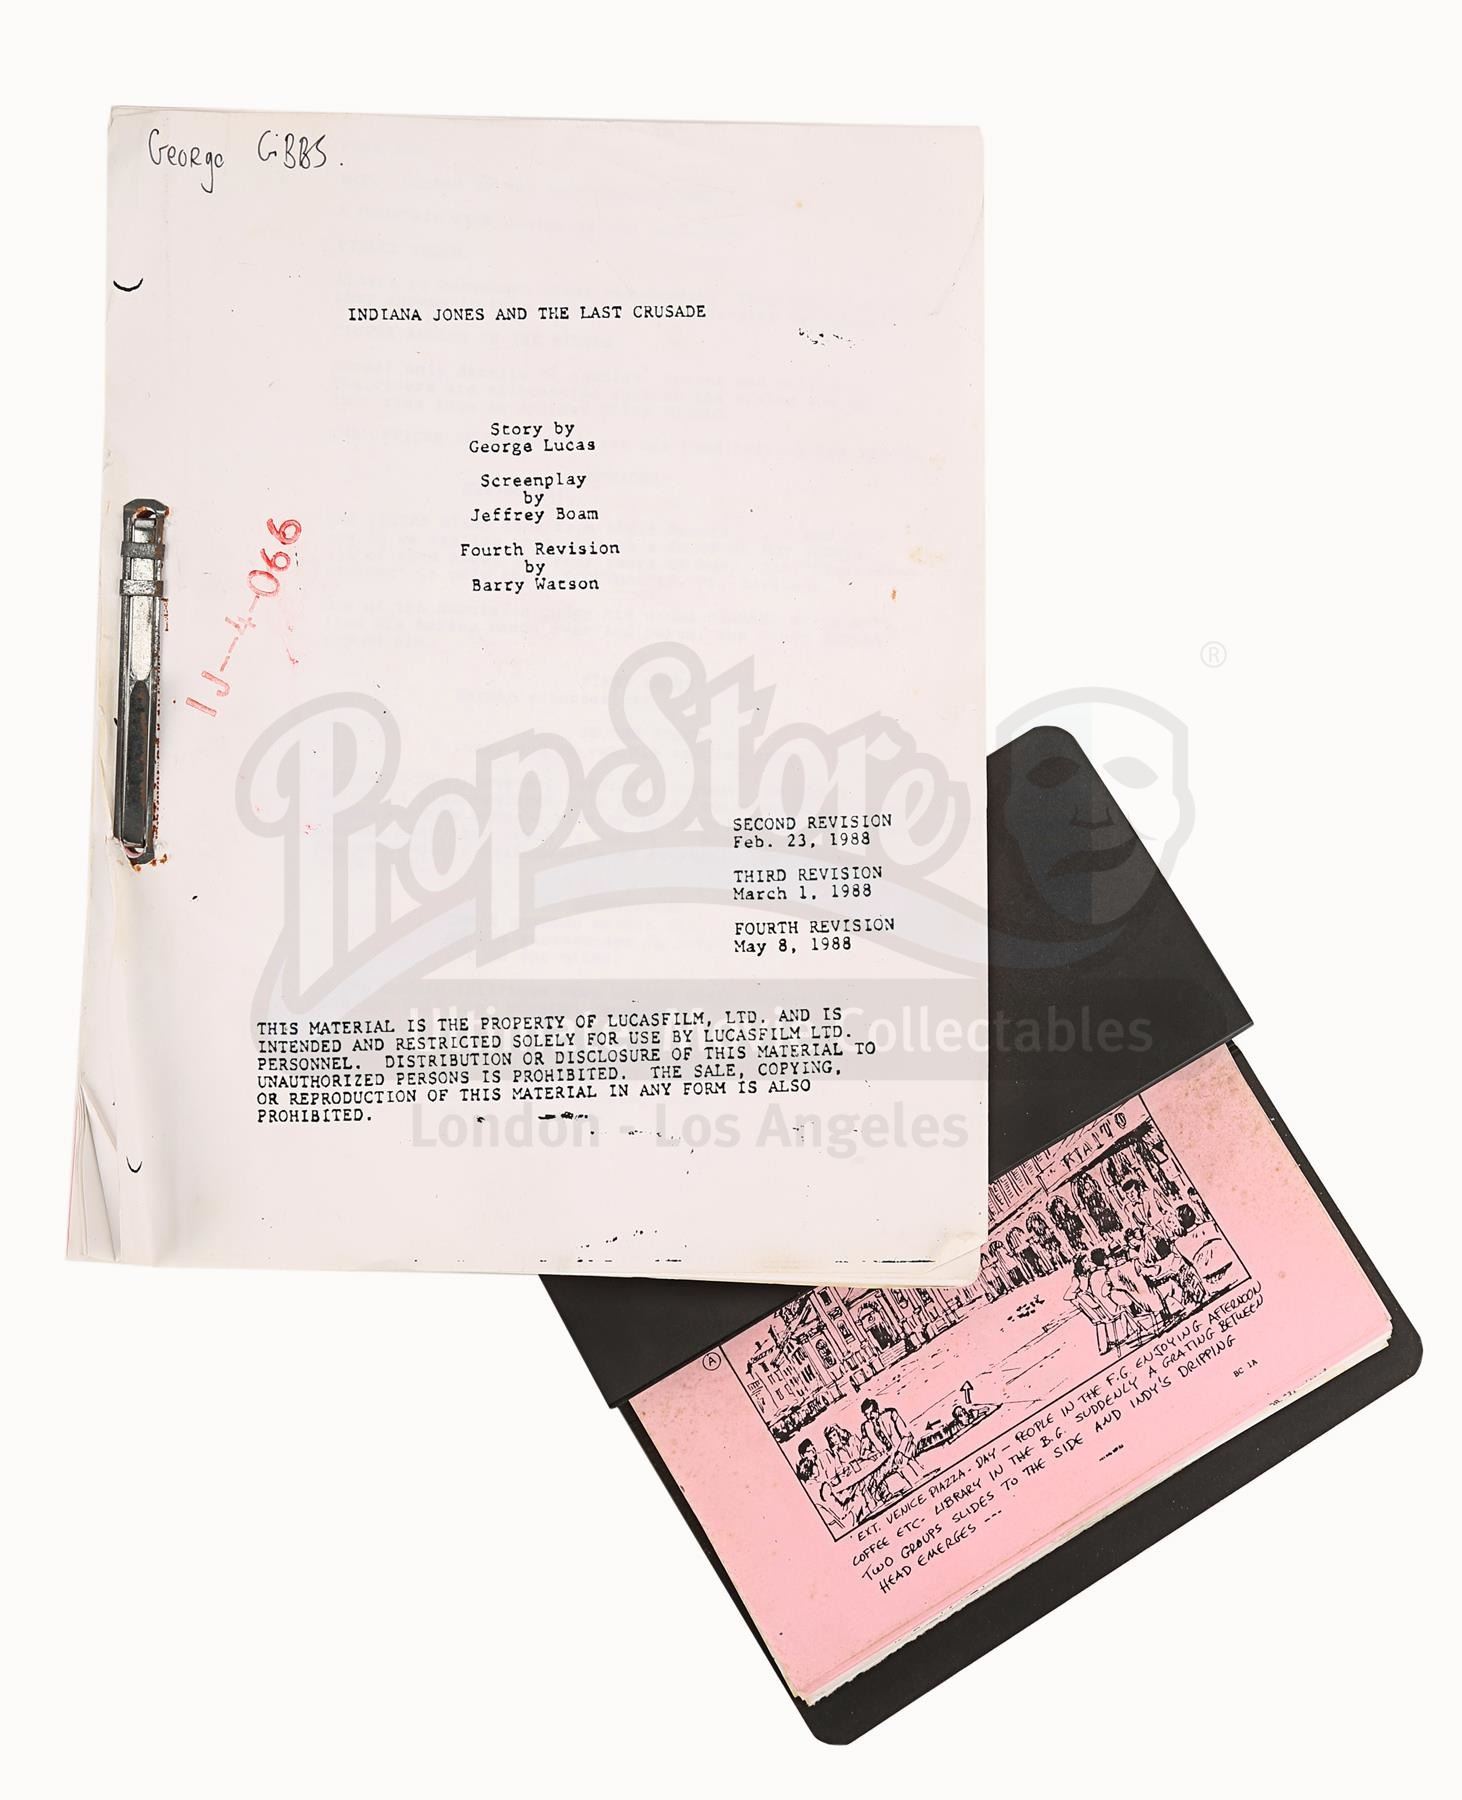 George GiBBS.
INDIANA JONES AND THE LAST CRUSADE
Story by
George Lucas
Screenplay
by
Jeffrey Boam
Fourth Revision
by
Barry Watson
IJ--4-066
SECOND REVISION
Feb. 23, 1988
THIRD REVISION
March 1, 1988
FOURTH REVISION
May 8, 1988
THIS MATERIAL IS THE PROPERTY OF LUCASFILM, LTD. AND IS
INTENDED AND RESTRICTED SOLELY FOR USE BY LUCASFILM LTD.
PERSONNEL. DISTRIBUTION OR DISCLOSURE OF THIS MATERIAL TO
UNAUTHORIZED PERSONS IS PROHIBITED. THE SALE, COPYING,
OR REPRODUCTION OF THIS MATERIAL IN ANY FORM IS ALSO
PROHIBITED.
PropStore
®
Ultimate Movie Collectables
London - Los Angeles
RIALTO
A
EXT. VENICE PIAZZA - DAY - PEOPLE IN THE F.G. ENJOYING AFTERNOON
COFFEE ETC - LIBRARY IN THE B.G. SUDDENLY A GRATING BETWEEN
TWO GROUPS SLIDES TO THE SIDE AND INDY'S DRIPPING
HEAD EMERGES ---
BC 1A